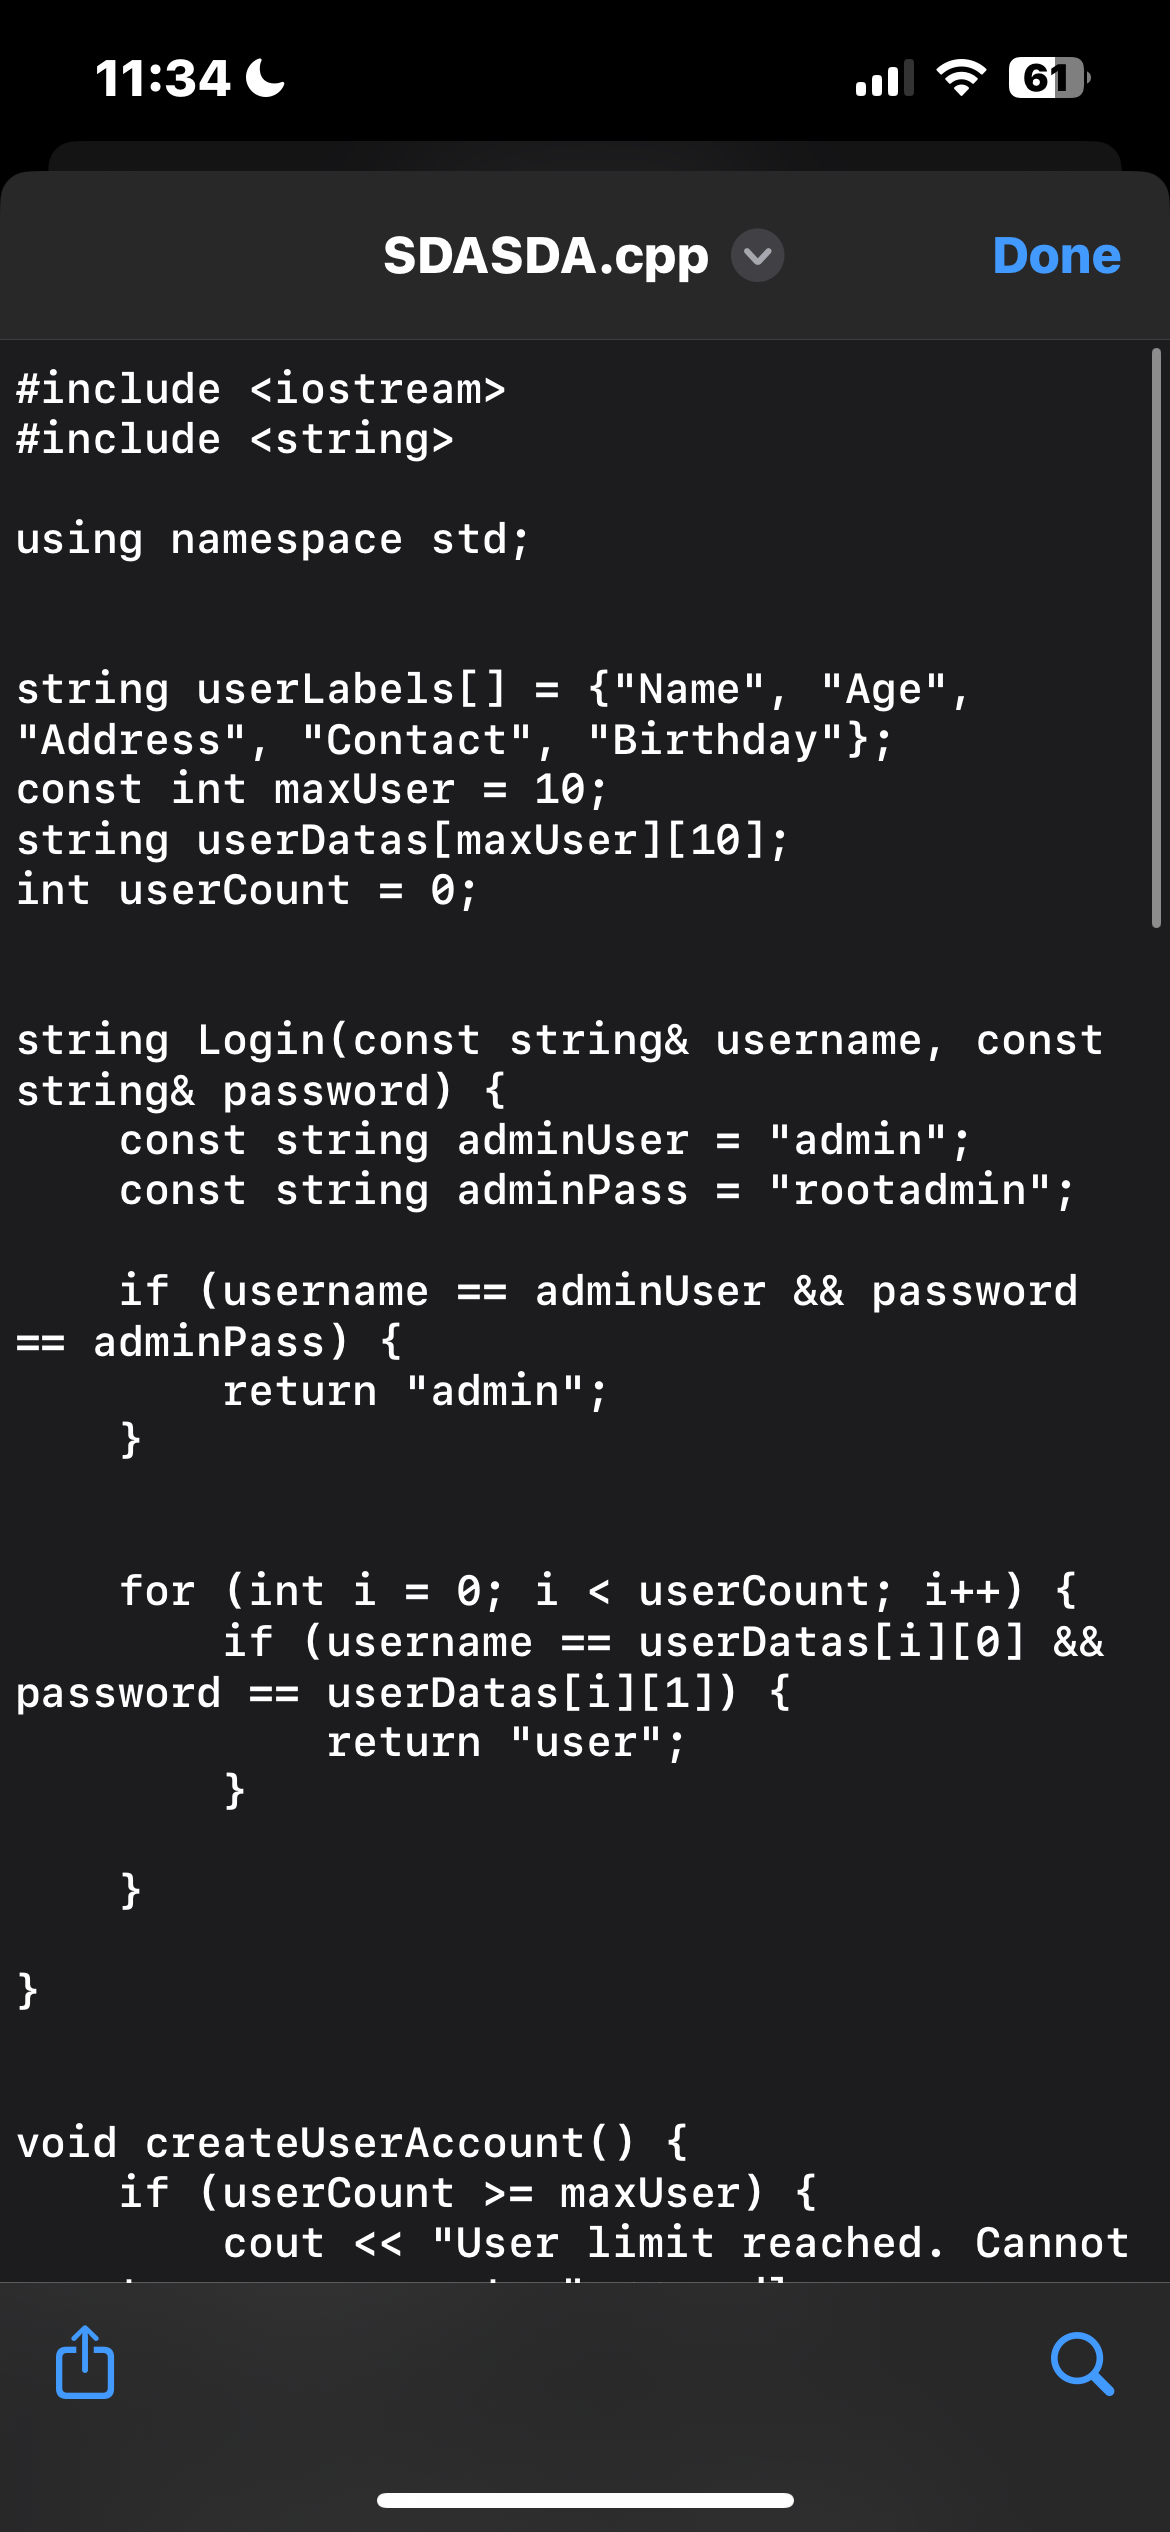 11:34
61
SDASDA.cpp
Done
#include <iostream>
#include <string>
using namespace std;
string userLabels[] = {"Name", "Age",
"Address", "Contact", "Birthday"};
const int maxUser = 10;
string userDatas[maxUser][10];
int userCount = 0;
string Login(const string& username, const
string& password) {
    const string adminUser = "admin";
    const string adminPass = "rootadmin";
    if (username == adminUser && password
== adminPass) {
        return "admin";
    }
    for (int i = 0; i < userCount; i++) {
        if (username == userDatas[i][0] &&
password == userDatas[i][1]) {
            return "user";
        }
    }
}
void createUserAccount() {
    if (userCount >= maxUser) {
        cout << "User limit reached. Cannot